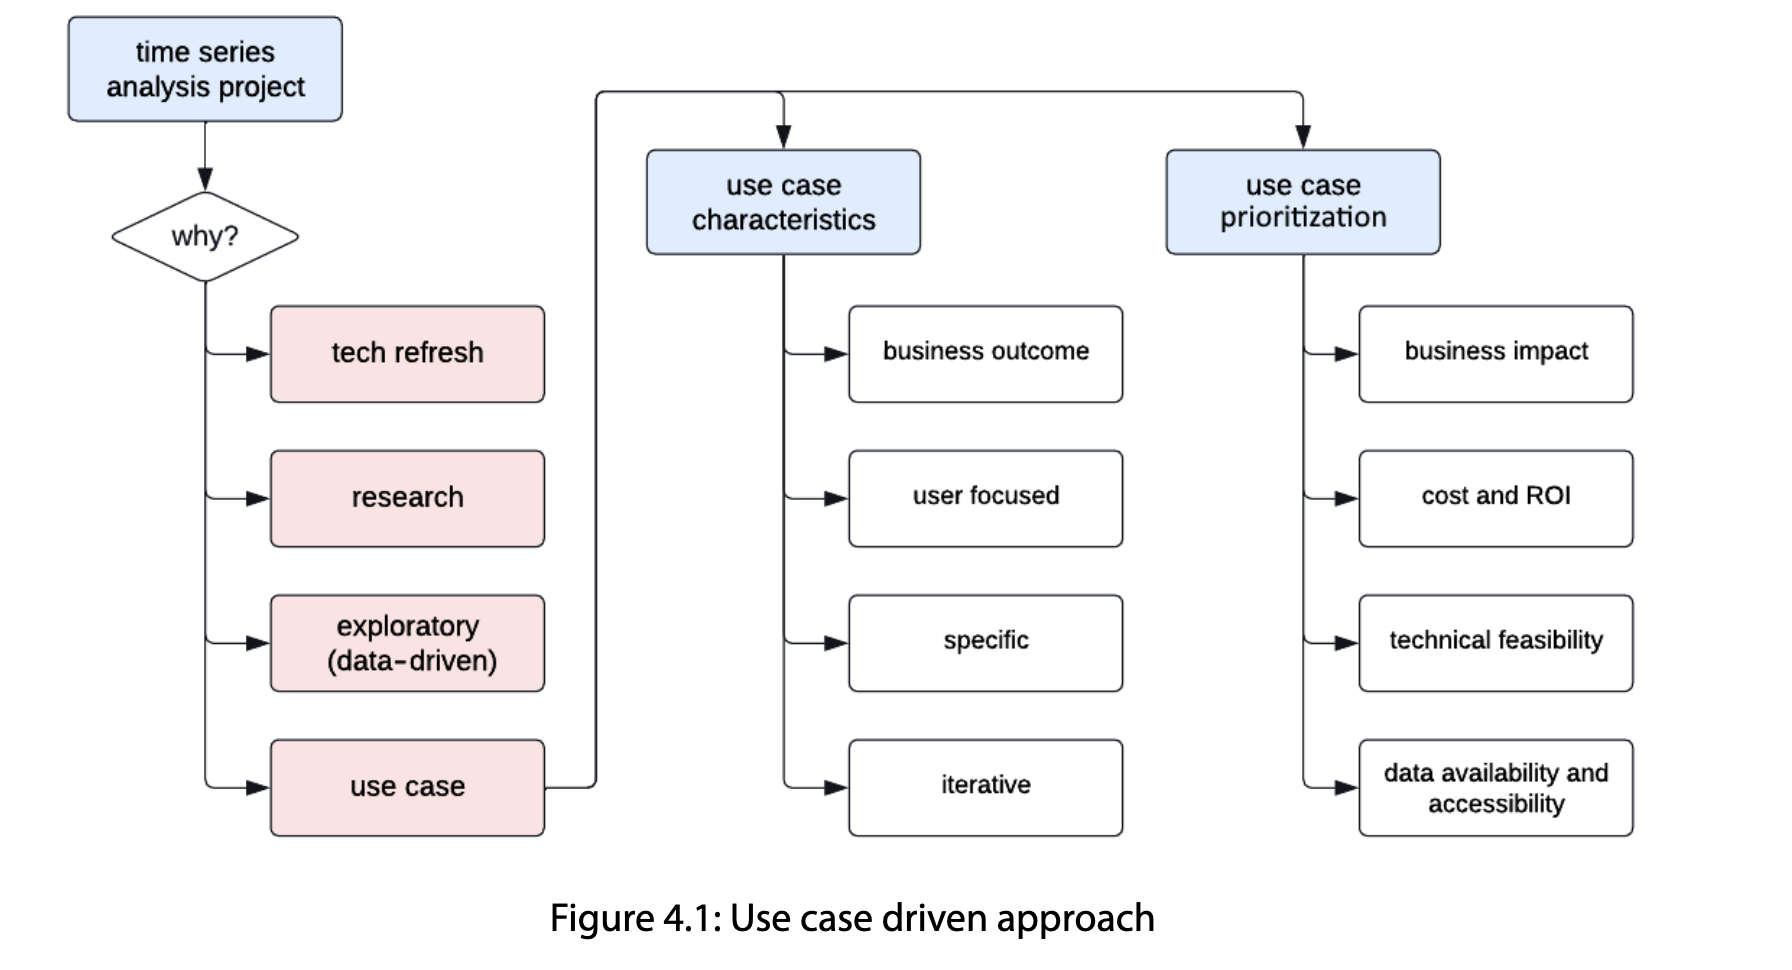 time series
analysis project
why?
tech refresh
research
exploratory
(data-driven)
use case
use case
characteristics
business outcome
user focused
specific
iterative
use case
prioritization
business impact
cost and ROI
technical feasibility
data availability and
accessibility
Figure 4.1: Use case driven approach